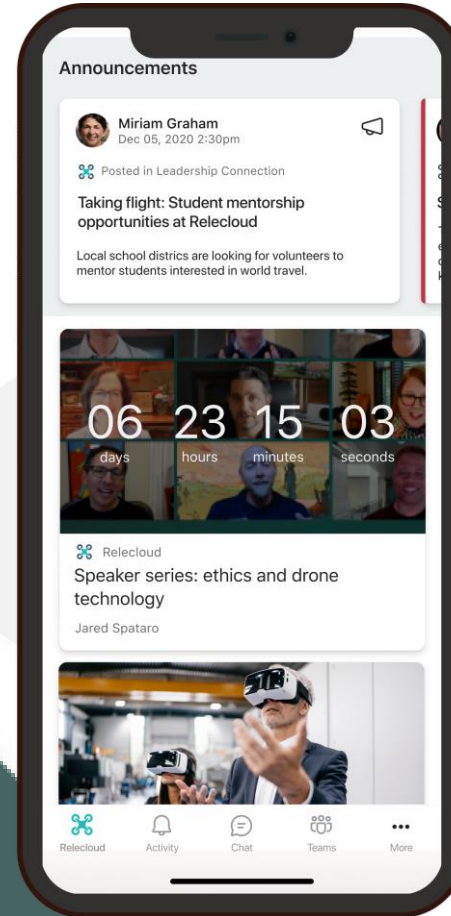 Announcements
Miriam Graham
Dec 05, 2020 2:30pm
Posted in Leadership Connection
Taking flight: Student mentorship
opportunities at Relecloud
Local school districs are looking for volunteers to
mentor students interested in world travel.
06 23 15 03
days hours minutes seconds
Relecloud
Speaker series: ethics and drone
technology
Jared Spataro
Relecloud Activity Chat Teams More